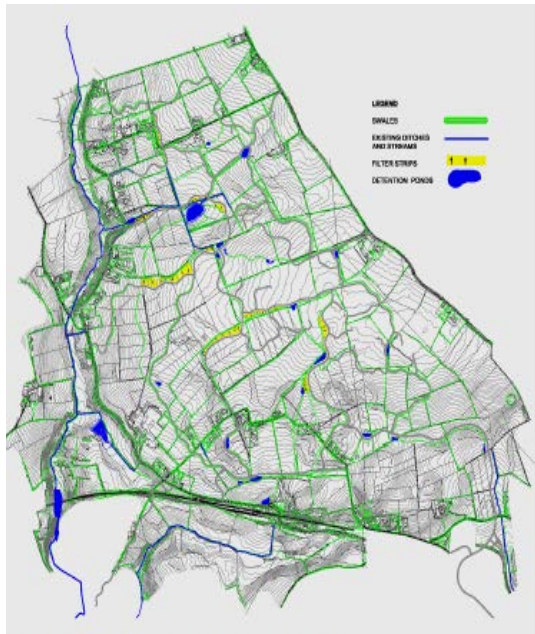 LEGEND
SWALES
EXISTING DITCHES
AND STREAMS
FILTER STRIPS
DETENTION PONDS